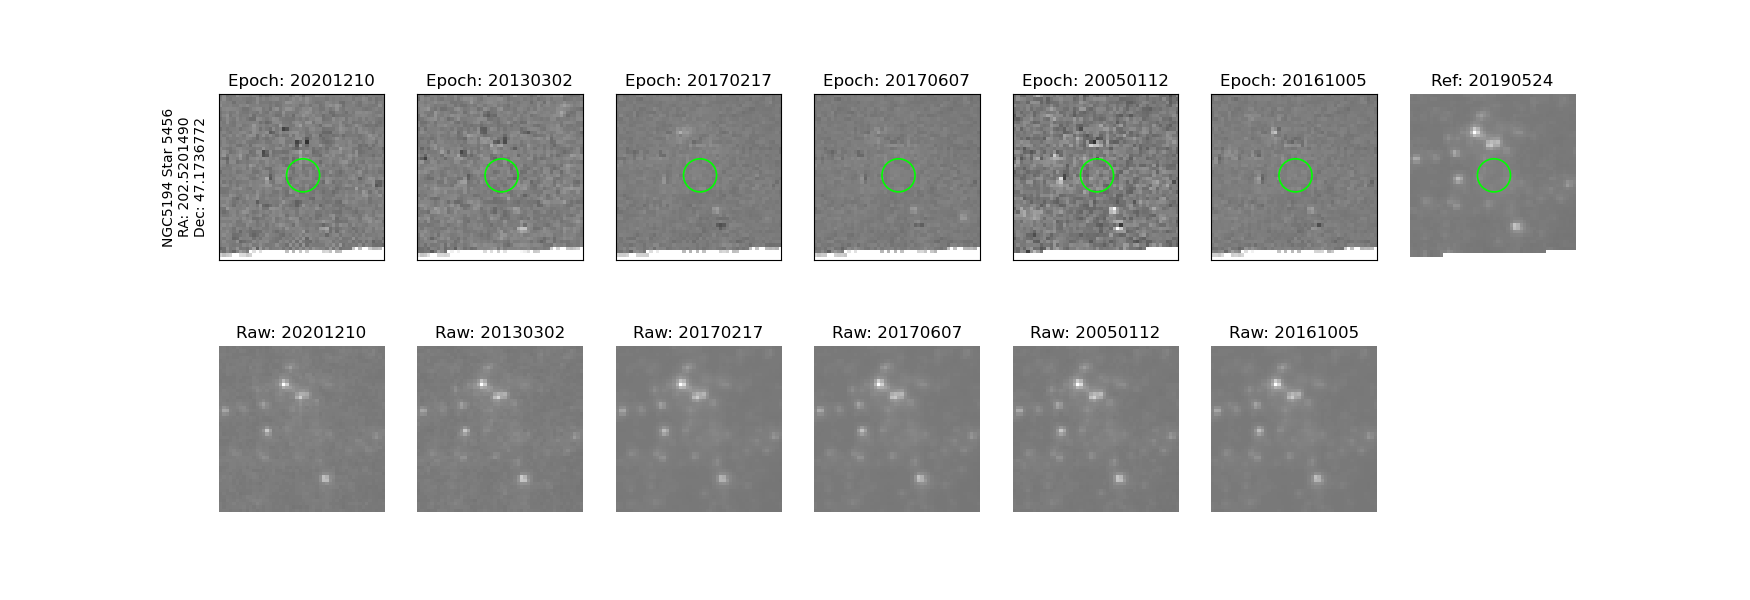 NGC5194 Star 5456
RA: 202.5201490
Dec: 47.1736772
Epoch: 20201210
Epoch: 20130302
Epoch: 20170217
Epoch: 20170607
Epoch: 20050112
Epoch: 20161005
Ref: 20190524
Raw: 20201210
Raw: 20130302
Raw: 20170217
Raw: 20170607
Raw: 20050112
Raw: 20161005